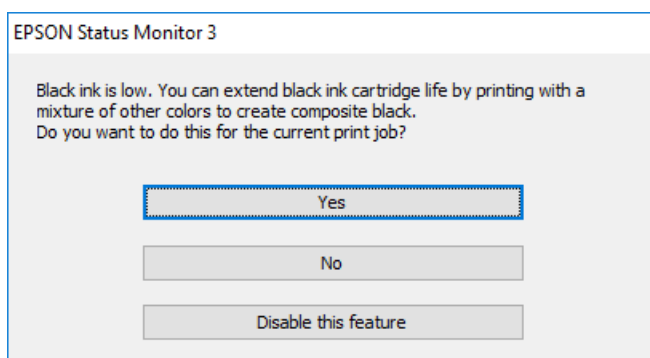 EPSON Status Monitor 3
Black ink is low. You can extend black ink cartridge life by printing with a
mixture of other colors to create composite black.
Do you want to do this for the current print job?
Yes
No
Disable this feature